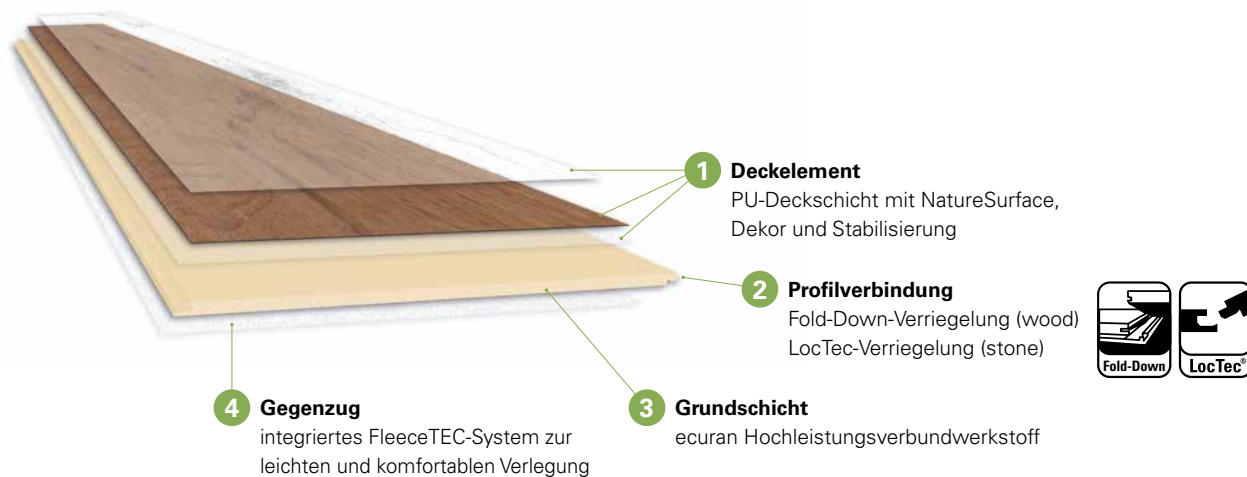 1
Deckelement
PU-Deckschicht mit NatureSurface,
Dekor und Stabilisierung
2
Profilverbindung
Fold-Down-Verriegelung (wood)
LocTec-Verriegelung (stone)
Fold-Down
LocTec®
4
Gegenzug
integriertes FleeceTEC-System zur
leichten und komfortablen Verlegung
3
Grundschicht
ecuran Hochleistungsverbundwerkstoff